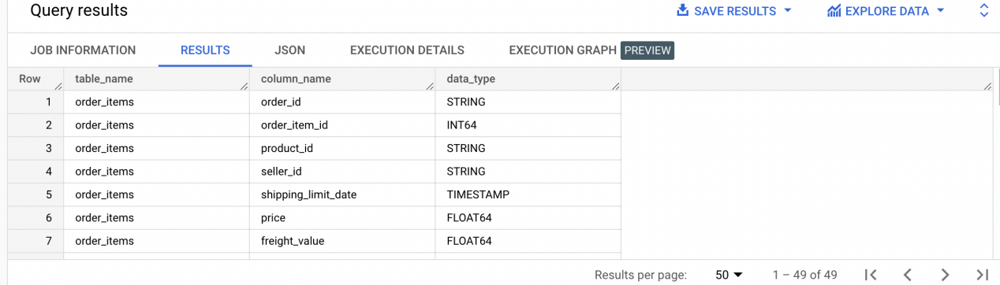 Query results SAVE RESULTS EXPLORE DATA
JOB INFORMATION RESULTS JSON EXECUTION DETAILS EXECUTION GRAPH PREVIEW
Row table_name column_name data_type
1 order_items order_id STRING
2 order_items order_item_id INT64
3 order_items product_id STRING
4 order_items seller_id STRING
5 order_items shipping_limit_date TIMESTAMP
6 order_items price FLOAT64
7 order_items freight_value FLOAT64
Results per page: 50 1 – 49 of 49